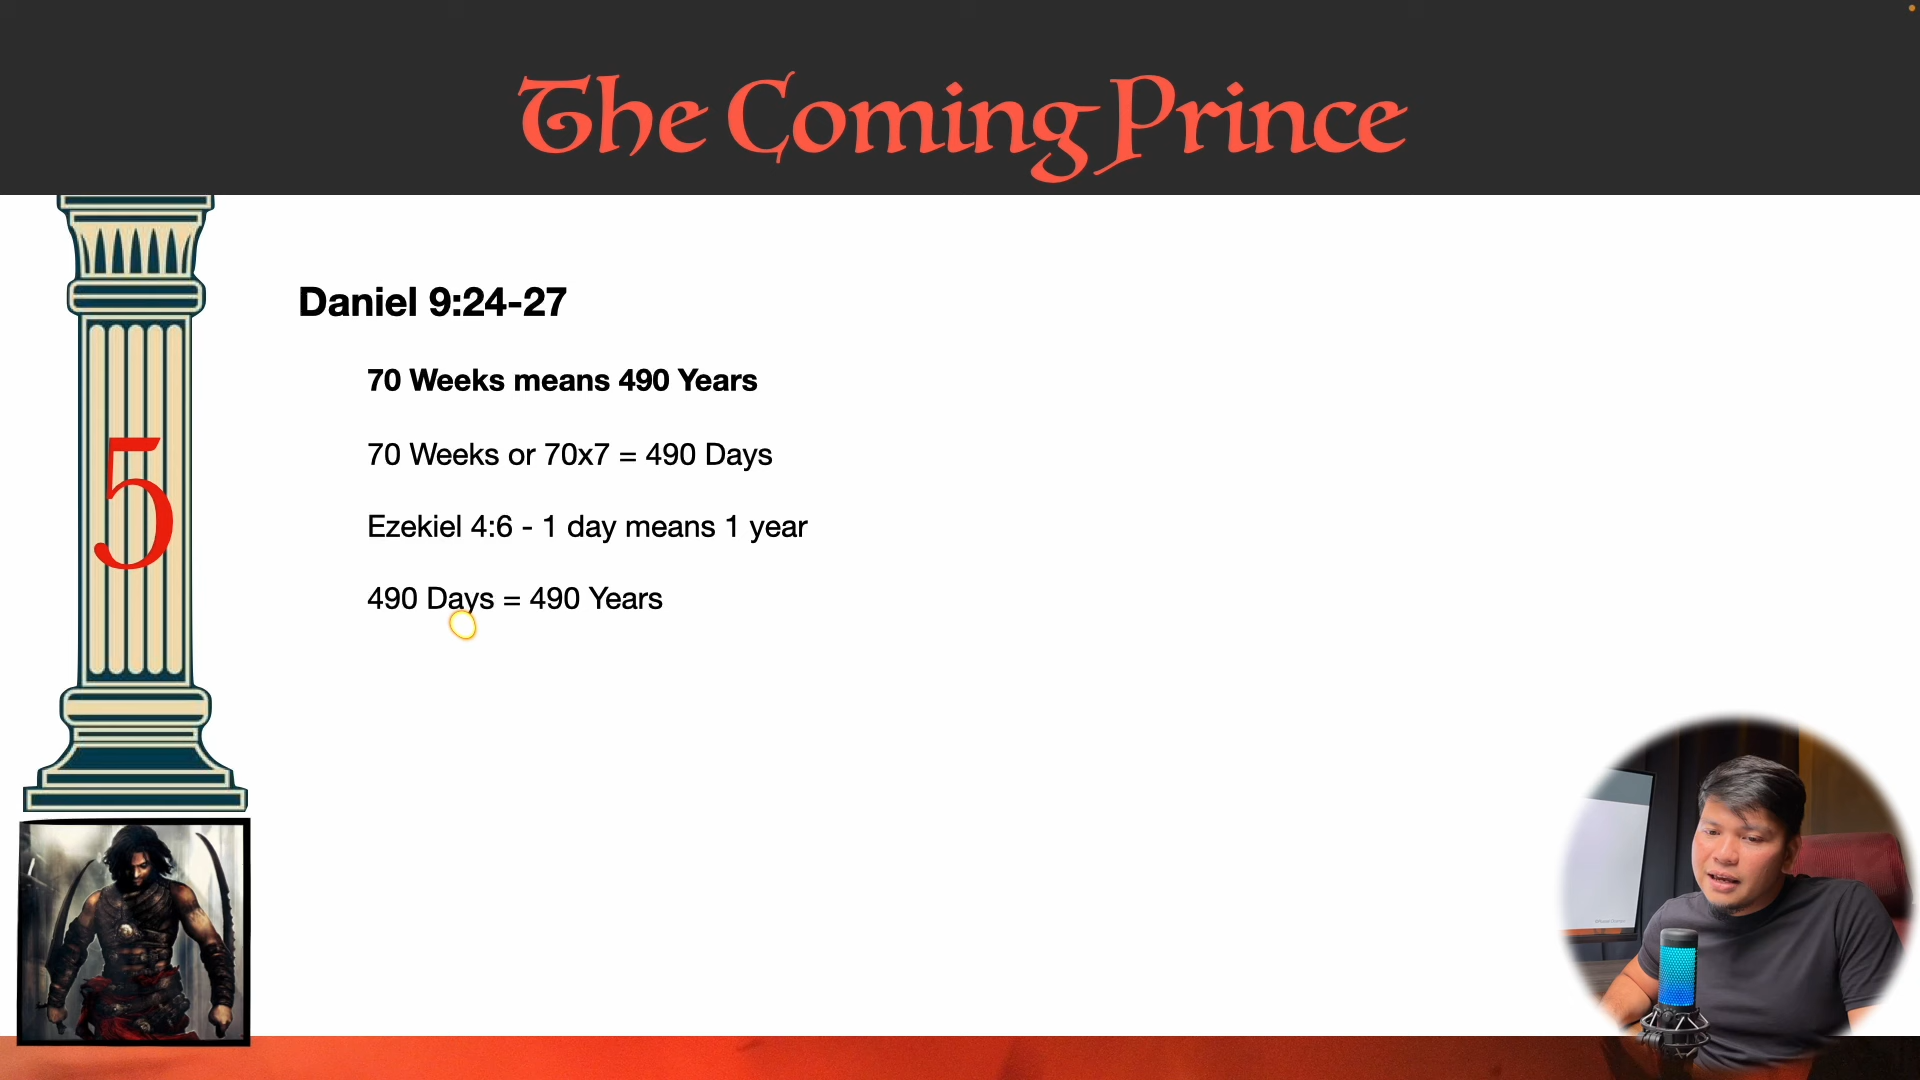 The Coming Prince
5
Daniel 9:24-27
70 Weeks means 490 Years
70 Weeks or 70x7 = 490 Days
Ezekiel 4:6 - 1 day means 1 year
490 Days = 490 Years